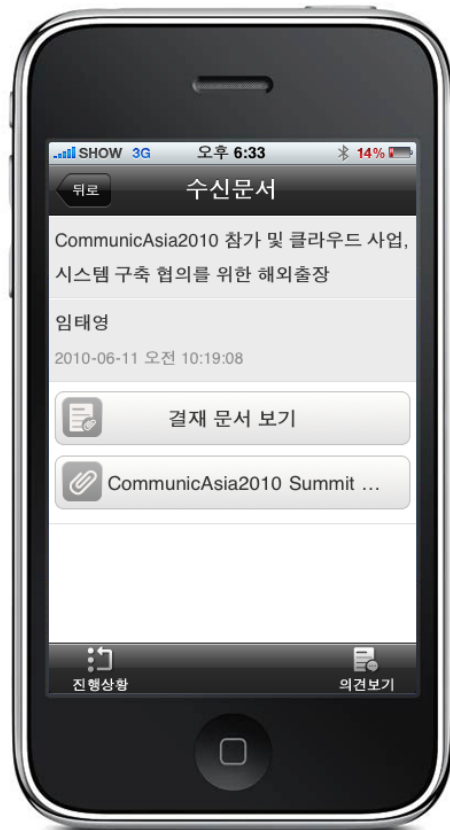 SHOW 3G 오후 6:33 14%
뒤로 수신문서
CommunicAsia2010 참가 및 클라우드 사업,
시스템 구축 협의를 위한 해외출장
임태영
2010-06-11 오전 10:19:08
결재 문서 보기
CommunicAsia2010 Summit ...
진행상황 의견보기